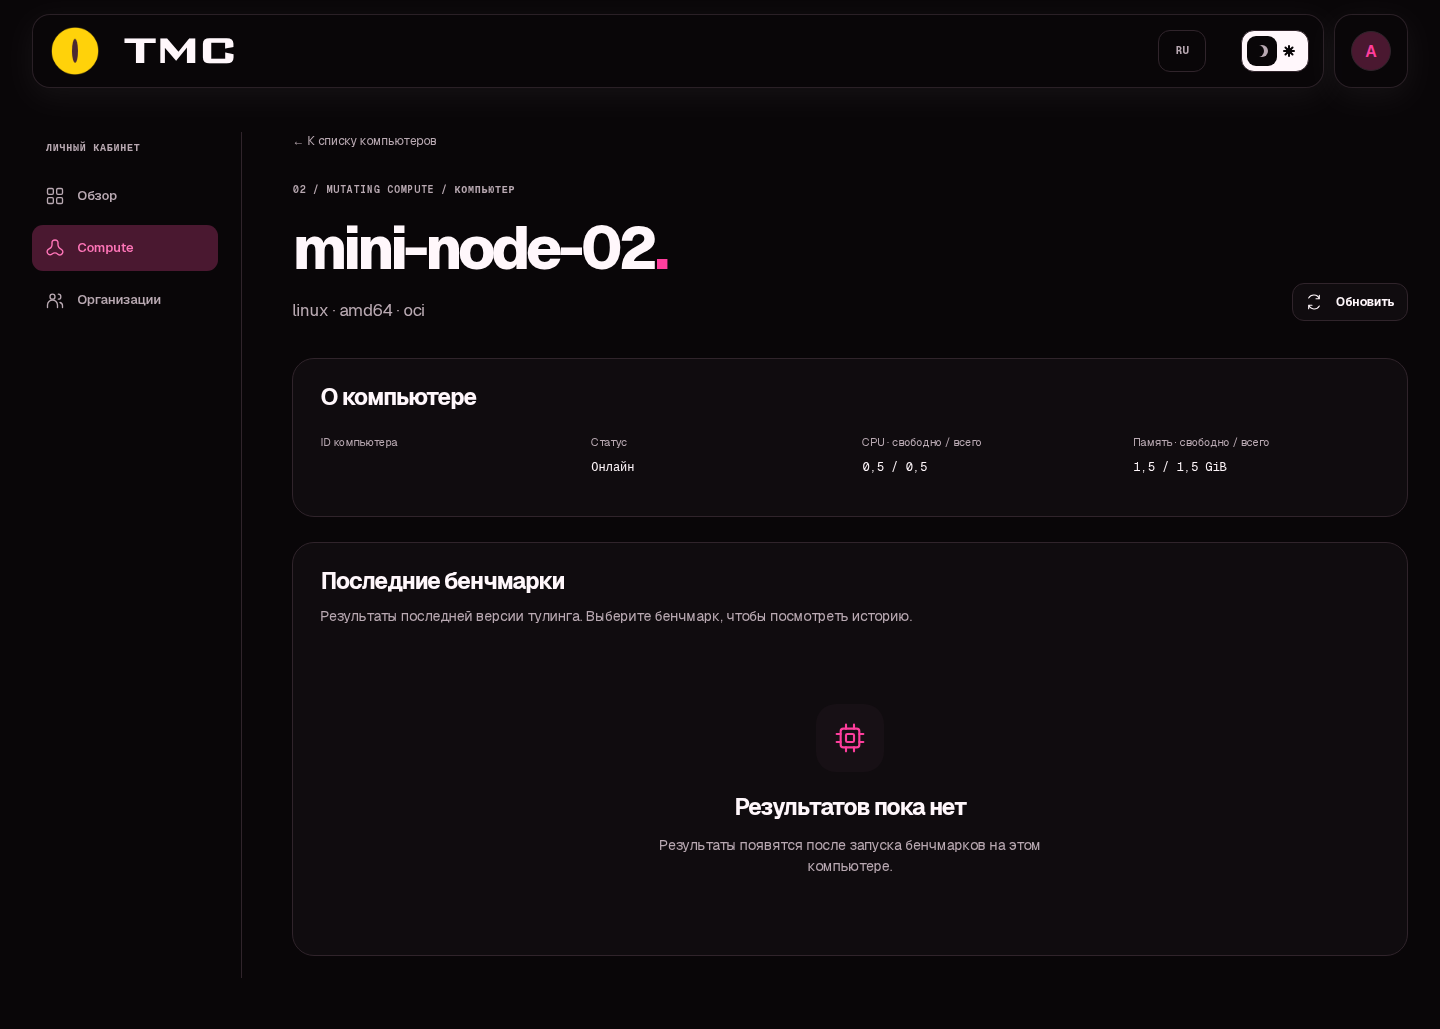 TMC
RU
A
ЛИЧНЫЙ КАБИНЕТ
Обзор
Compute
Организации
← К списку компьютеров
02 / MUTATING COMPUTE / КОМПЬЮТЕР
mini-node-02.
linux · amd64 · oci
Обновить
О компьютере
ID компьютера
Статус
CPU · свободно / всего
Память · свободно / всего
Онлайн
0,5 / 0,5
1,5 / 1,5 GiB
Последние бенчмарки
Результаты последней версии тулинга. Выберите бенчмарк, чтобы посмотреть историю.
Результатов пока нет
Результаты появятся после запуска бенчмарков на этом
компьютере.